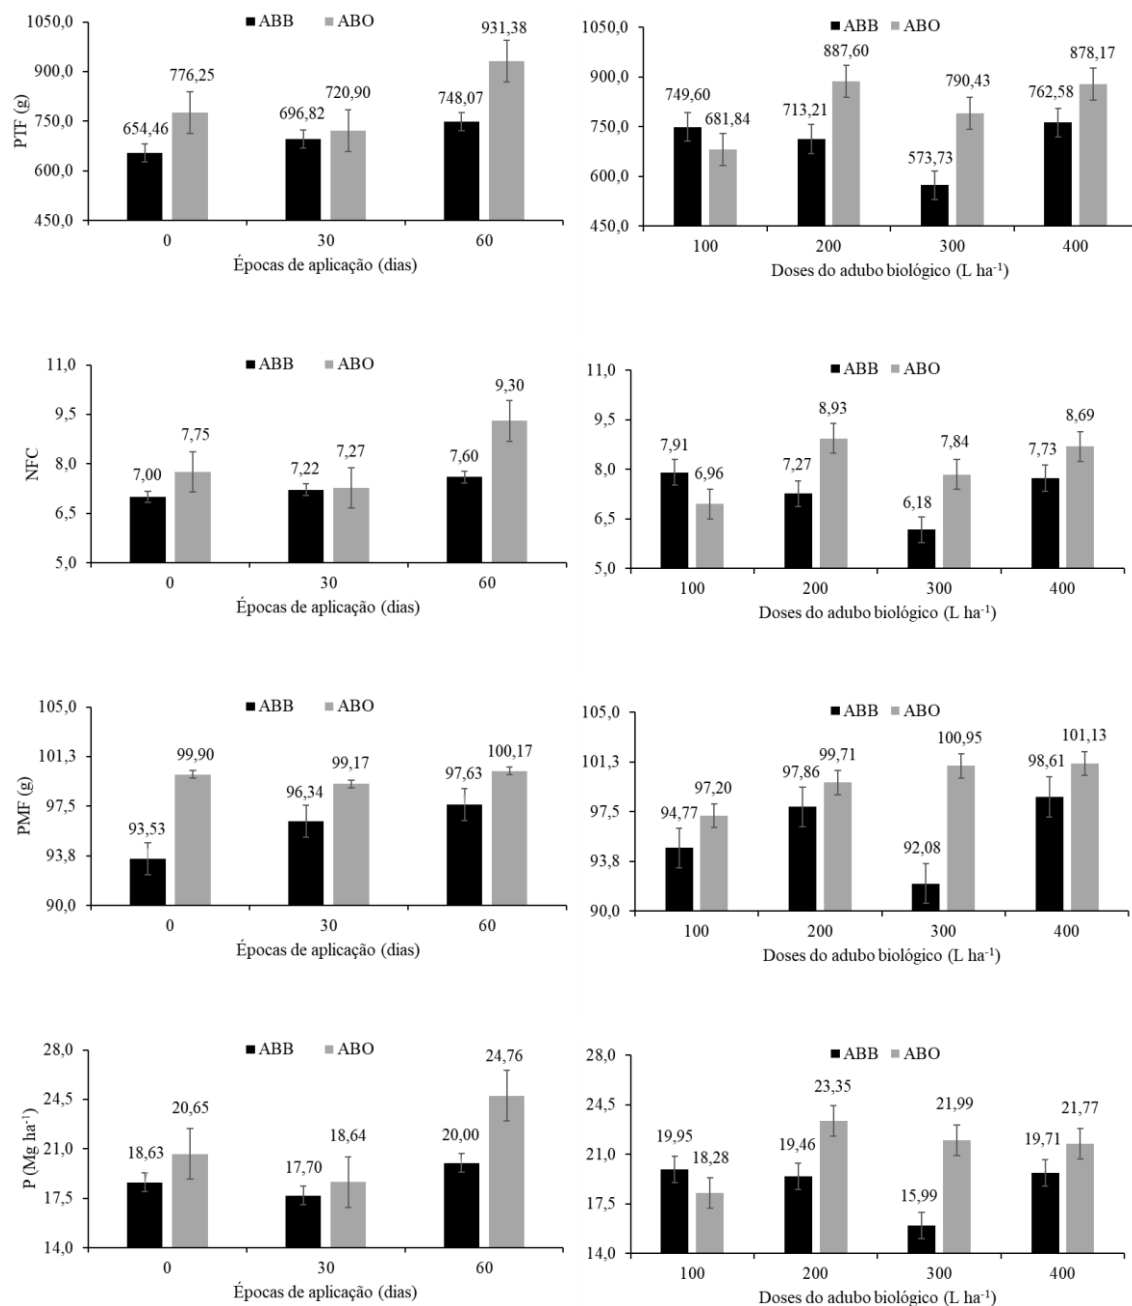 ABB ABO
1050,0
900,0
750,0
600,0
450,0
PTF (g)
654,46 776,25 696,82 720,90 748,07 931,38
0 30 60
Épocas de aplicação (dias)
ABB ABO
1050,0
900,0
750,0
600,0
450,0
749,60 681,84 713,21 887,60 573,73 790,43 762,58 878,17
100 200 300 400
Doses do adubo biológico (L ha⁻¹)
ABB ABO
11,0
9,5
8,0
6,5
5,0
NFC
7,00 7,75 7,22 7,27 7,60 9,30
0 30 60
Épocas de aplicação (dias)
ABB ABO
11,0
9,5
8,0
6,5
5,0
7,91 6,96 7,27 8,93 6,18 7,84 7,73 8,69
100 200 300 400
Doses do adubo biológico (L ha⁻¹)
ABB ABO
105,0
101,3
97,5
93,8
90,0
PMF (g)
93,53 99,90 96,34 99,17 97,63 100,17
0 30 60
Épocas de aplicação (dias)
ABB ABO
105,0
101,3
97,5
93,8
90,0
94,77 97,20 97,86 99,71 92,08 100,95 98,61 101,13
100 200 300 400
Doses do adubo biológico (L ha⁻¹)
ABB ABO
28,0
24,5
21,0
17,5
14,0
P (Mg ha⁻¹)
18,63 20,65 17,70 18,64 20,00 24,76
0 30 60
Épocas de aplicação (dias)
ABB ABO
28,0
24,5
21,0
17,5
14,0
19,95 18,28 19,46 23,35 15,99 21,99 19,71 21,77
100 200 300 400
Doses do adubo biológico (L ha⁻¹)